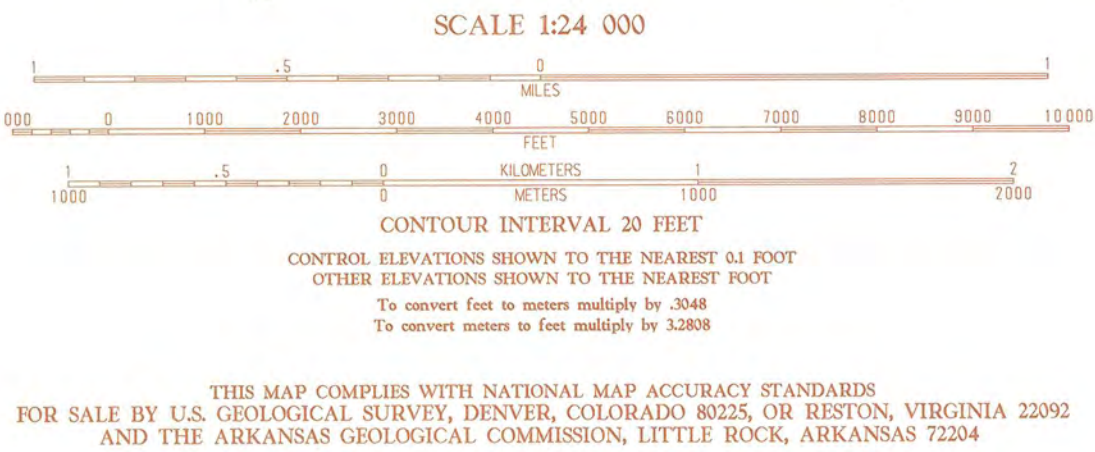 SCALE 1:24 000
1 .5 0 1
MILES
000 0 1000 2000 3000 4000 5000 6000 7000 8000 9000 10 000
FEET
1 .5 0 KILOMETERS 1 2
1000 0 METERS 1000 2000
CONTOUR INTERVAL 20 FEET
CONTROL ELEVATIONS SHOWN TO THE NEAREST 0.1 FOOT
OTHER ELEVATIONS SHOWN TO THE NEAREST FOOT
To convert feet to meters multiply by .3048
To convert meters to feet multiply by 3.2808
THIS MAP COMPLIES WITH NATIONAL MAP ACCURACY STANDARDS
FOR SALE BY U.S. GEOLOGICAL SURVEY, DENVER, COLORADO 80225, OR RESTON, VIRGINIA 22092
AND THE ARKANSAS GEOLOGICAL COMMISSION, LITTLE ROCK, ARKANSAS 72204